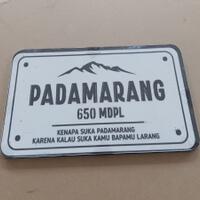 PADAMARANG
650 MDPL
KENAPA SUKA PADAMARANG
KARENA KALAU SUKA KAMU BAPAMU LARANG